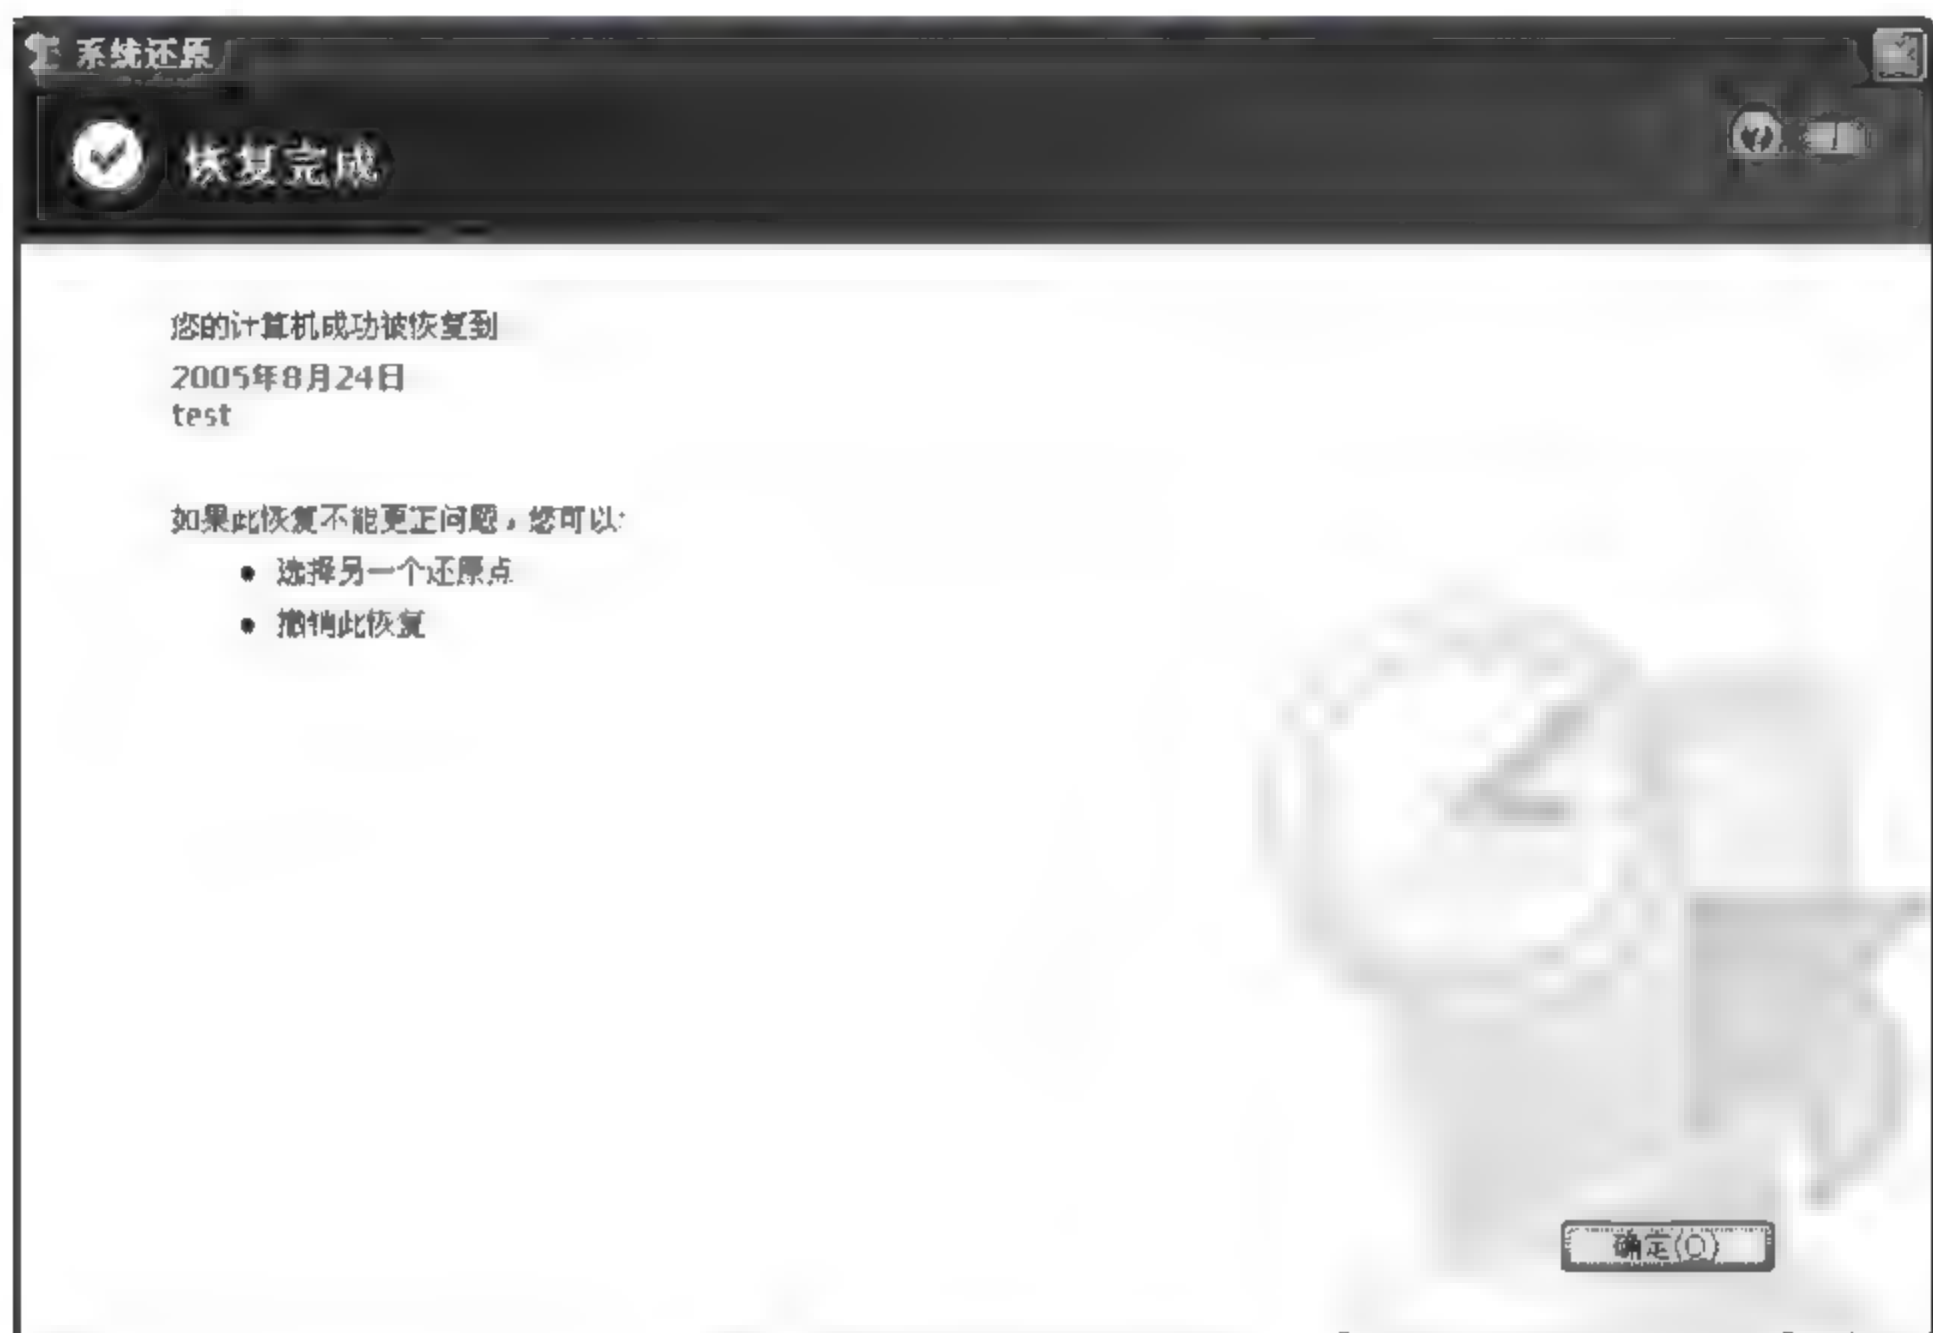 系统还原
恢复完成
您的计算机成功被恢复到
2005年8月24日
test
如果此恢复不能更正问题，您可以:
选择另一个还原点
撤销此恢复
确定(O)